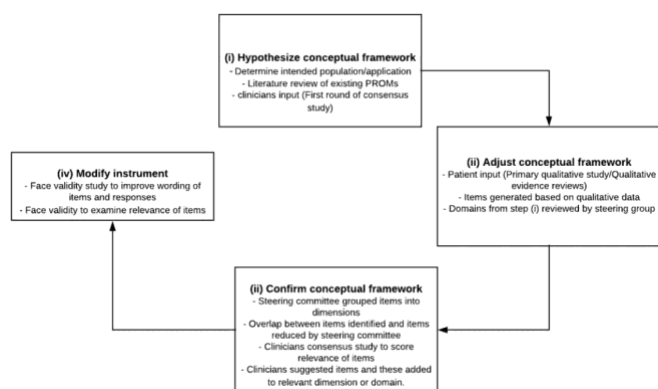 (i) Hypothesize conceptual framework
- Determine intended population/application
- Literature review of existing PROMs
- clinicians input (First round of consensus
study)
(ii) Adjust conceptual framework
- Patient input (Primary qualitative study/Qualitative
evidence reviews)
- Items generated based on qualitative data
- Domains from step (i) reviewed by steering group
(iv) Modify instrument
- Face validity study to improve wording of
items and responses
- Face validity to examine relevance of items
(ii) Confirm conceptual framework
- Steering committee grouped items into
dimensions
- Overlap between items identified and items
reduced by steering committee
- Clinicians consensus study to score
relevance of items
- Clinicians suggested items and these added
to relevant dimension or domain.